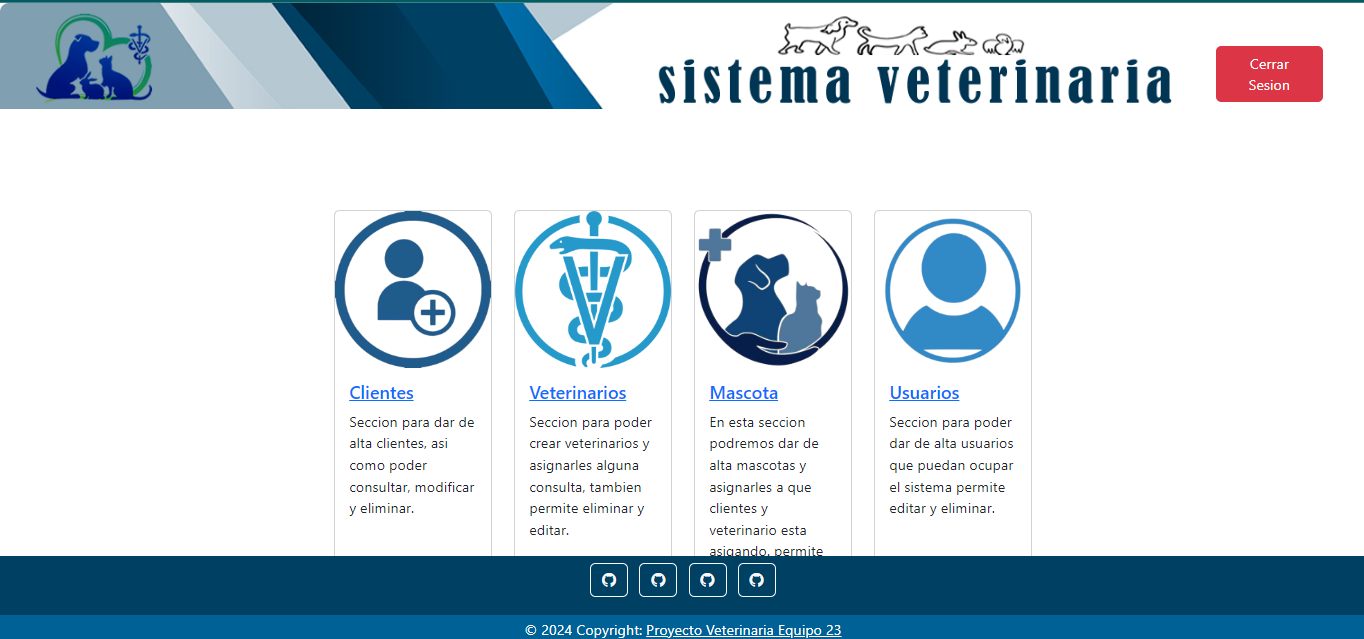 sistema veterinaria
Cerrar
Sesion
Clientes
Seccion para dar de
alta clientes, asi
como poder
consultar, modificar
y eliminar.
Veterinarios
Seccion para poder
crear veterinarios y
asignarles alguna
consulta, tambien
permite eliminar y
editar.
Mascota
En esta seccion
podremos dar de
alta mascotas y
asignarles a que
clientes y
veterinario esta
asigando, permite
Usuarios
Seccion para poder
dar de alta usuarios
que puedan ocupar
el sistema permite
editar y eliminar.
© 2024 Copyright: Proyecto Veterinaria Equipo 23